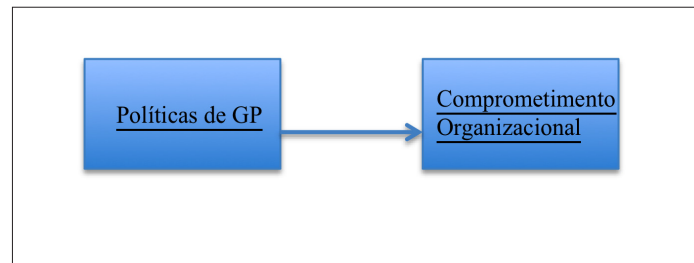 Políticas de GP
Comprometimento
Organizacional